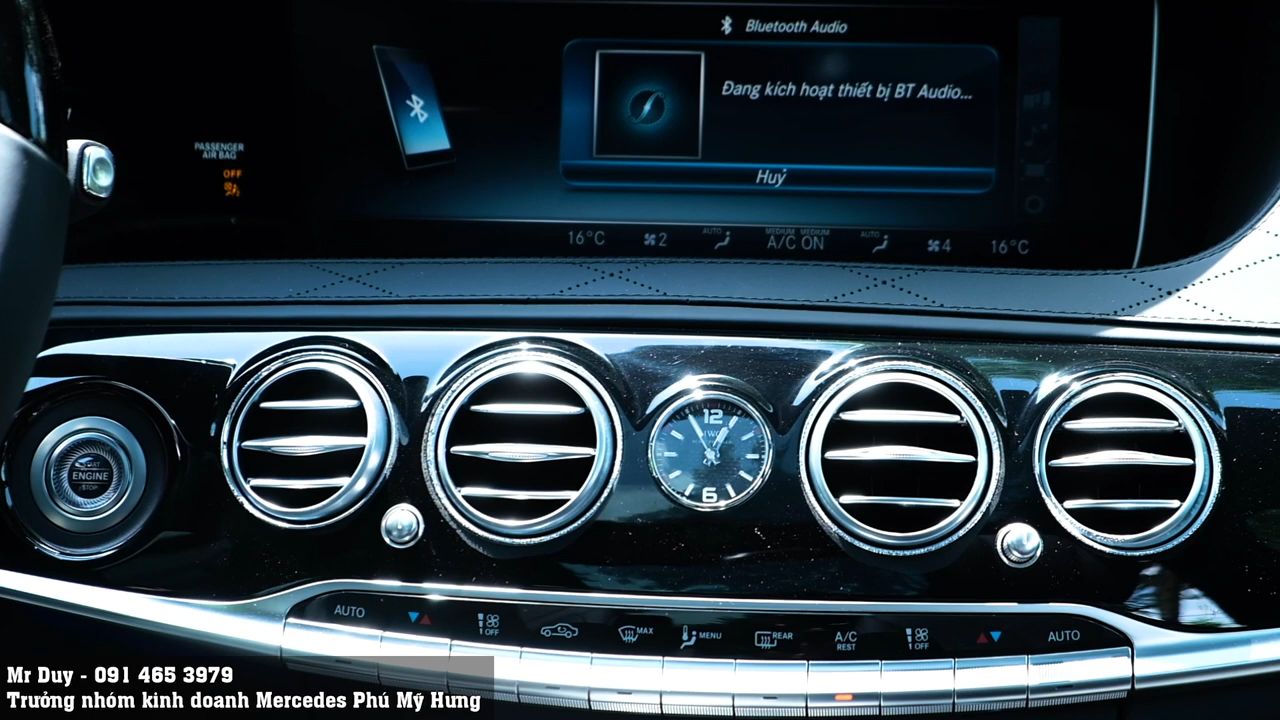 Bluetooth Audio
Đang kích hoạt thiết bị BT Audio...
Huỷ
PASSENGER
AIR BAG
OFF
16°C 2 AUTO MEDIUM MEDIUM AUTO 4 16°C
A/C ON
START
ENGINE
STOP
12
IWC
6
AUTO OFF MAX MENU REAR A/C OFF AUTO
REST
Mr Duy - 091 465 3979
Trưởng nhóm kinh doanh Mercedes Phú Mỹ Hưng